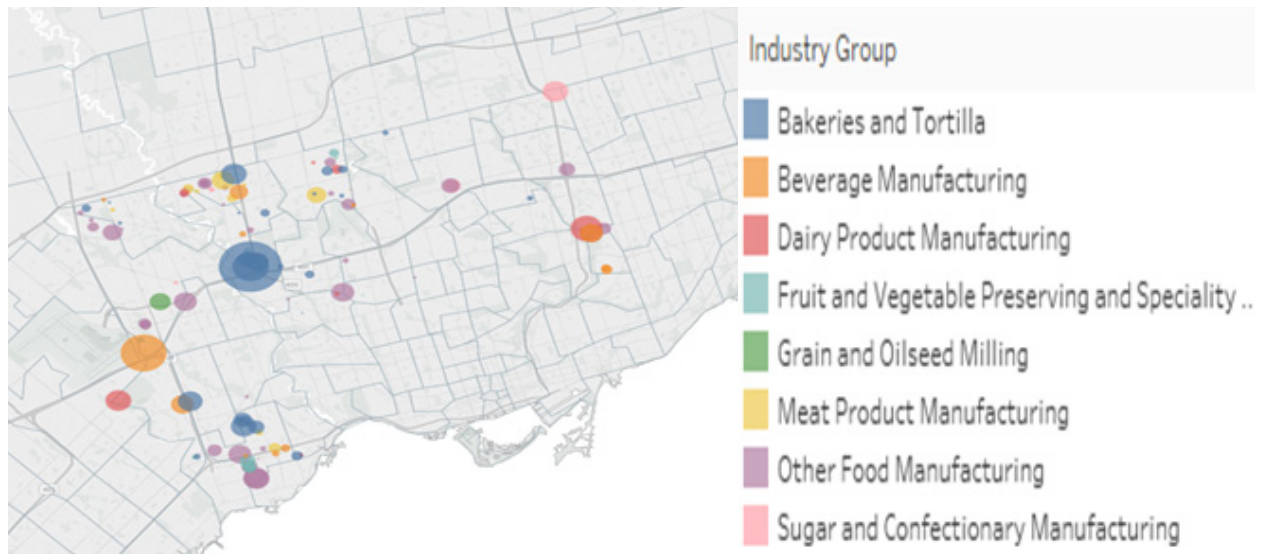 Industry Group
Bakeries and Tortilla
Beverage Manufacturing
Dairy Product Manufacturing
Fruit and Vegetable Preserving and Speciality ..
Grain and Oilseed Milling
Meat Product Manufacturing
Other Food Manufacturing
Sugar and Confectionary Manufacturing